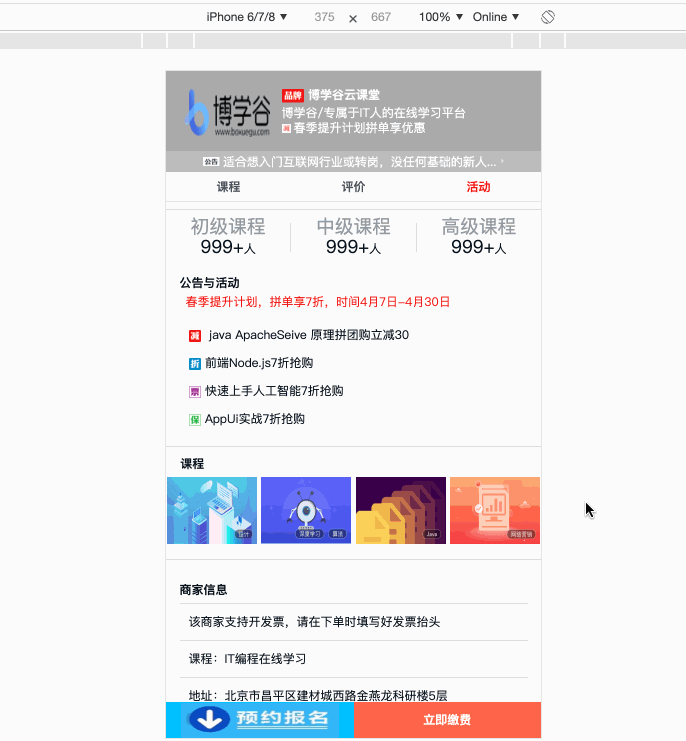 iPhone 6/7/8 ▼ 375 × 667 100% ▼ Online ▼
博学谷
www.boxuegu.com
品牌 博学谷云课堂
博学谷/专属于IT人的在线学习平台
减 春季提升计划拼单享优惠
公告 适合想入门互联网行业或转岗，没任何基础的新人... ›
课程 评价 活动
初级课程 中级课程 高级课程
999+人 999+人 999+人
公告与活动
春季提升计划，拼单享7折，时间4月7日-4月30日
减 java ApacheSeive 原理拼团购立减30
折 前端Node.js7折抢购
票 快速上手人工智能7折抢购
保 AppUi实战7折抢购
课程
设计 深度学习 算法 Java 网络营销
商家信息
该商家支持开发票，请在下单时填写好发票抬头
课程：IT编程在线学习
地址：北京市昌平区建材城西路金燕龙科研楼5层
预约报名 立即缴费